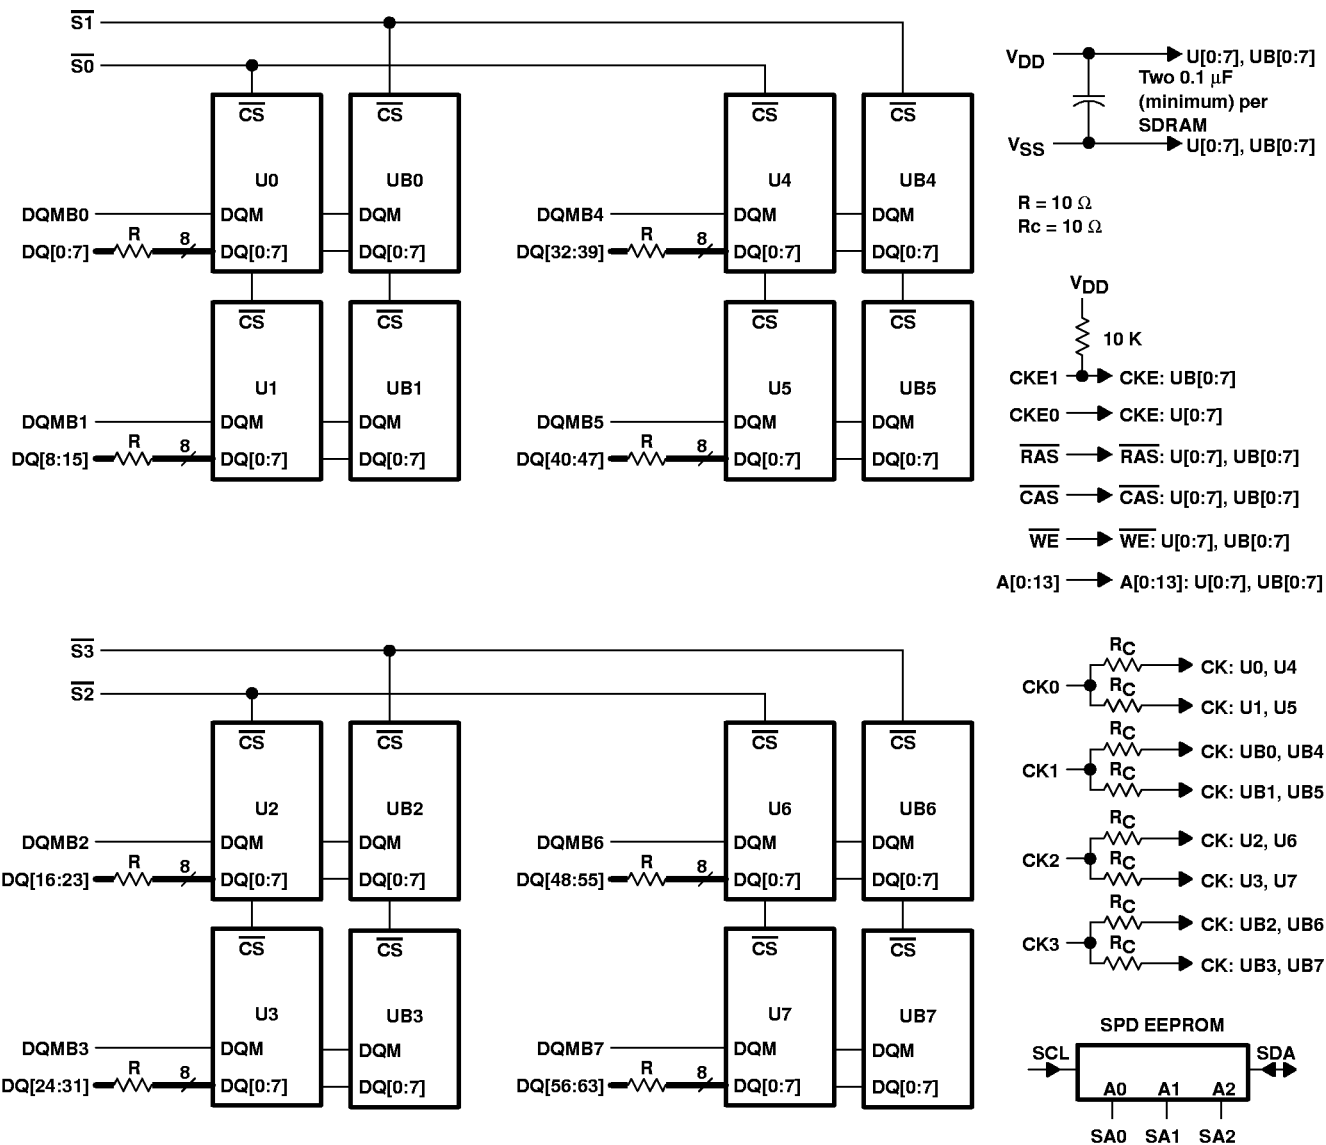 S1
S0
CS
CS
CS
CS
U0
UB0
U4
UB4
DQMB0
DQM
DQM
DQMB4
DQM
DQM
DQ[0:7]
R
8
DQ[0:7]
DQ[0:7]
DQ[32:39]
R
8
DQ[0:7]
DQ[0:7]
CS
CS
CS
CS
U1
UB1
U5
UB5
DQMB1
DQM
DQM
DQMB5
DQM
DQM
DQ[8:15]
R
8
DQ[0:7]
DQ[0:7]
DQ[40:47]
R
8
DQ[0:7]
DQ[0:7]
S3
S2
CS
CS
CS
CS
U2
UB2
U6
UB6
DQMB2
DQM
DQM
DQMB6
DQM
DQM
DQ[16:23]
R
8
DQ[0:7]
DQ[0:7]
DQ[48:55]
R
8
DQ[0:7]
DQ[0:7]
CS
CS
CS
CS
U3
UB3
U7
UB7
DQMB3
DQM
DQM
DQMB7
DQM
DQM
DQ[24:31]
R
8
DQ[0:7]
DQ[0:7]
DQ[56:63]
R
8
DQ[0:7]
DQ[0:7]
VDD
U[0:7], UB[0:7]
Two 0.1 μF
(minimum) per
SDRAM
VSS
U[0:7], UB[0:7]
R = 10 Ω
Rc = 10 Ω
VDD
10 K
CKE1
CKE: UB[0:7]
CKE0
CKE: U[0:7]
RAS
RAS: U[0:7], UB[0:7]
CAS
CAS: U[0:7], UB[0:7]
WE
WE: U[0:7], UB[0:7]
A[0:13]
A[0:13]: U[0:7], UB[0:7]
CK0
RC
CK: U0, U4
RC
CK: U1, U5
CK1
RC
CK: UB0, UB4
RC
CK: UB1, UB5
CK2
RC
CK: U2, U6
RC
CK: U3, U7
CK3
RC
CK: UB2, UB6
RC
CK: UB3, UB7
SPD EEPROM
SCL
SDA
A0
A1
A2
SA0
SA1
SA2